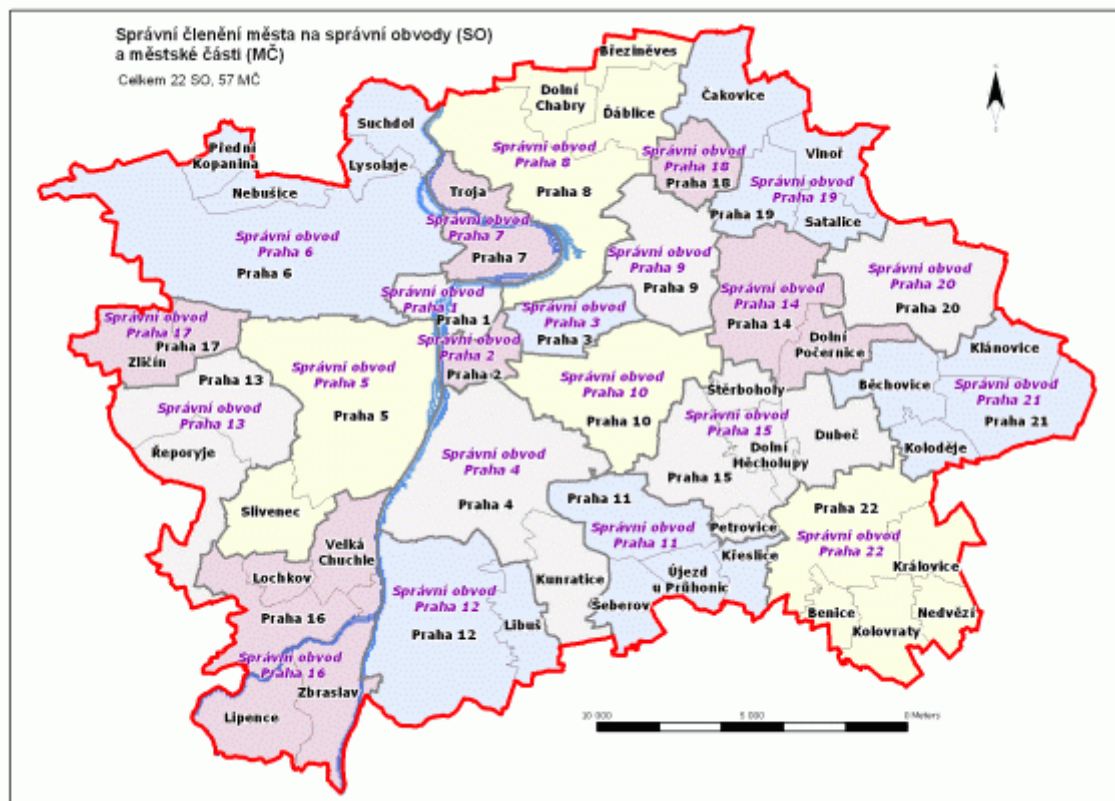 Správní členění města na správní obvody (SO)
a městské části (MČ)
Celkem 22 SO, 57 MČ
Březiněves
Dolní
Chabry
Ďáblice
Čakovice
Suchdol
Lysolaje
Přední
Kopanina
Nebušice
Správní obvod
Praha 8
Praha 8
Správní obvod
Praha 18
Praha 18
Vinoř
Správní obvod
Praha 19
Praha 19
Satalice
Troja
Správní obvod
Praha 7
Praha 7
Správní obvod
Praha 6
Praha 6
Správní obvod
Praha 9
Praha 9
Správní obvod
Praha 20
Praha 20
Správní obvod
Praha 14
Praha 14
Dolní
Počernice
Správní obvod
Praha 1
Praha 1
Správní obvod
Praha 3
Praha 3
Správní obvod
Praha 2
Praha 2
Správní obvod
Praha 17
Praha 17
Zličín
Klánovice
Běchovice
Správní obvod
Praha 21
Praha 21
Koloděje
Praha 13
Správní obvod
Praha 13
Řeporyje
Správní obvod
Praha 5
Praha 5
Správní obvod
Praha 10
Praha 10
Štěrboholy
Správní obvod
Praha 15
Dolní
Měcholupy
Dubeč
Praha 15
Správní obvod
Praha 4
Praha 4
Slivenec
Velká
Chuchle
Lochkov
Praha 16
Praha 11
Správní obvod
Praha 11
Petrovice
Křeslice
Újezd
u Průhonic
Šeberov
Kunratice
Praha 22
Správní obvod
Praha 22
Královice
Benice
Nedvězí
Kolovraty
Správní obvod
Praha 12
Praha 12
Libuš
Správní obvod
Praha 16
Zbraslav
Lipence
10 000 5 000 0 Meters